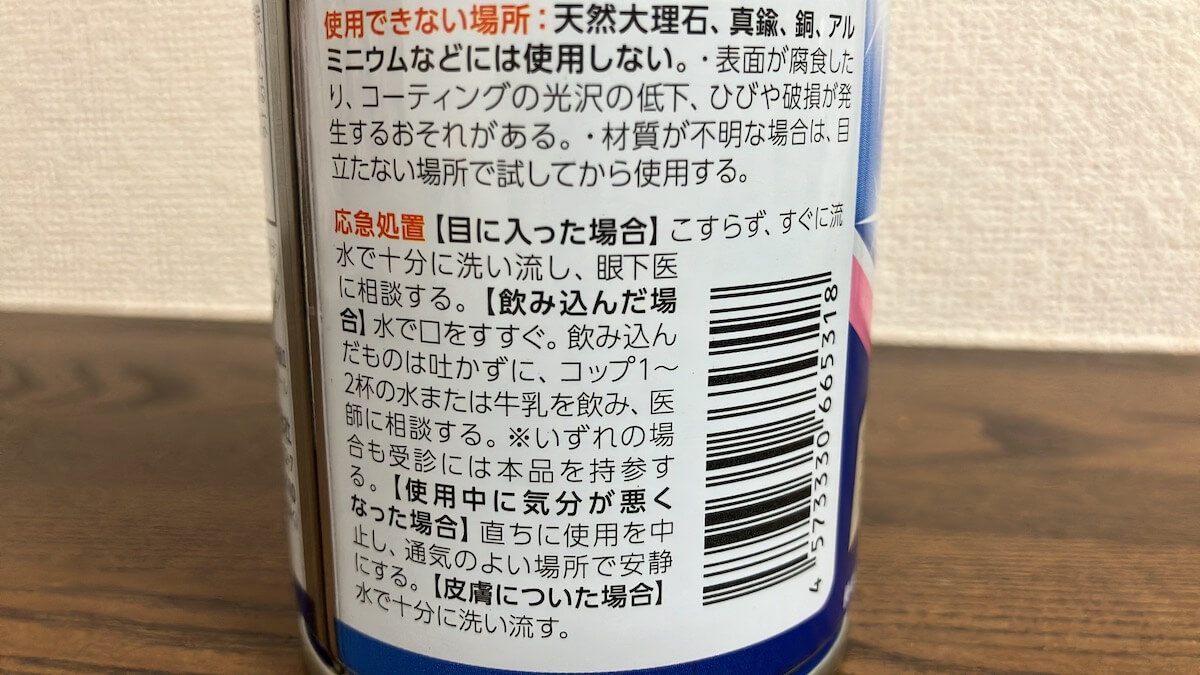 使用できない場所：天然大理石、真鍮、銅、アル
ミニウムなどには使用しない。・表面が腐食した
り、コーティングの光沢の低下、ひびや破損が発
生するおそれがある。・材質が不明な場合は、目
立たない場所で試してから使用する。
応急処置【目に入った場合】こすらず、すぐに流
水で十分に洗い流し、眼下医
に相談する。【飲み込んだ場
合】水で口をすすぐ。飲み込ん
だものは吐かずに、コップ1〜
2杯の水または牛乳を飲み、医
師に相談する。※いずれの場
合も受診には本品を持参す
る。【使用中に気分が悪く
なった場合】直ちに使用を中
止し、通気のよい場所で安静
にする。【皮膚についた場合】
水で十分に洗い流す。
4 573330 665318